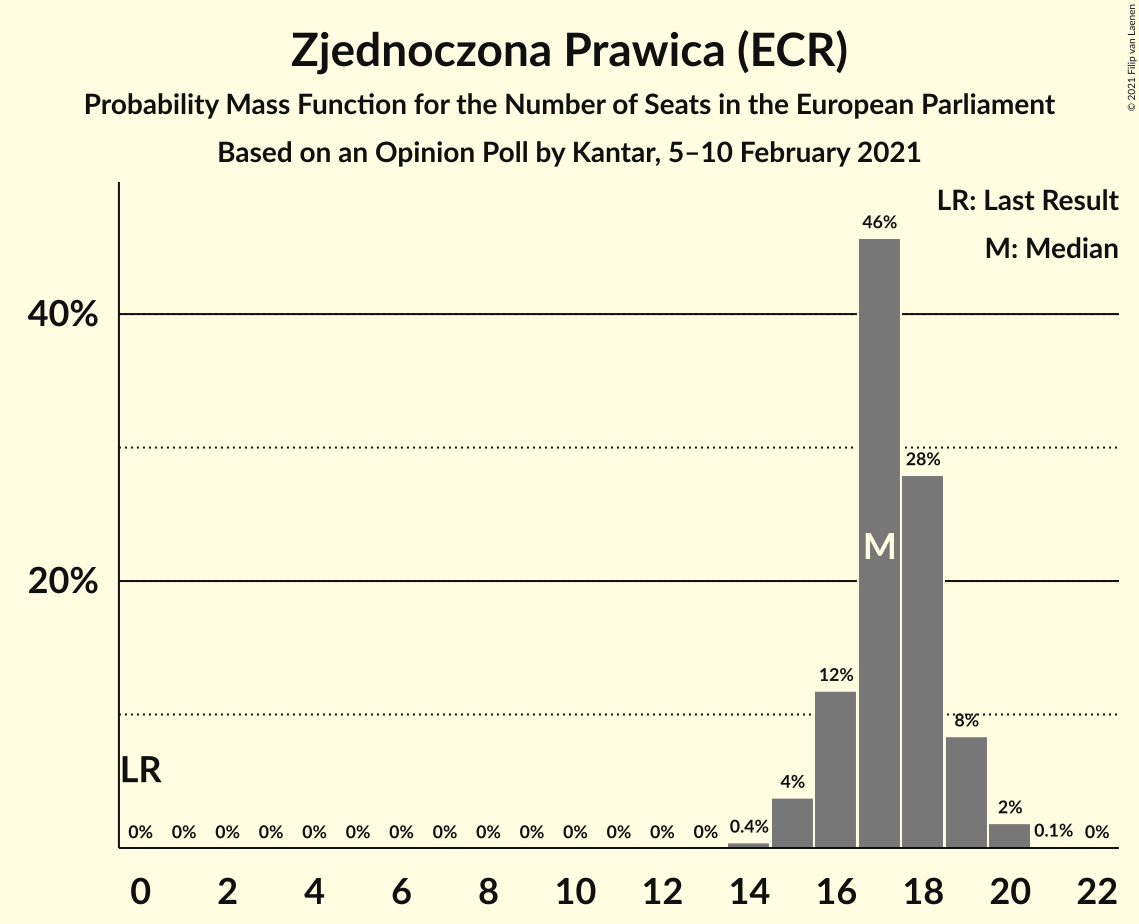 © 2021 Filip van Laenen
Zjednoczona Prawica (ECR)
Probability Mass Function for the Number of Seats in the European Parliament
Based on an Opinion Poll by Kantar, 5–10 February 2021
LR: Last Result
M: Median
46%
40%
28%
M
20%
12%
8%
LR
4%
2%
0% 0% 0% 0% 0% 0% 0% 0% 0% 0% 0% 0% 0% 0% 0.4% 0.1% 0%
0 2 4 6 8 10 12 14 16 18 20 22